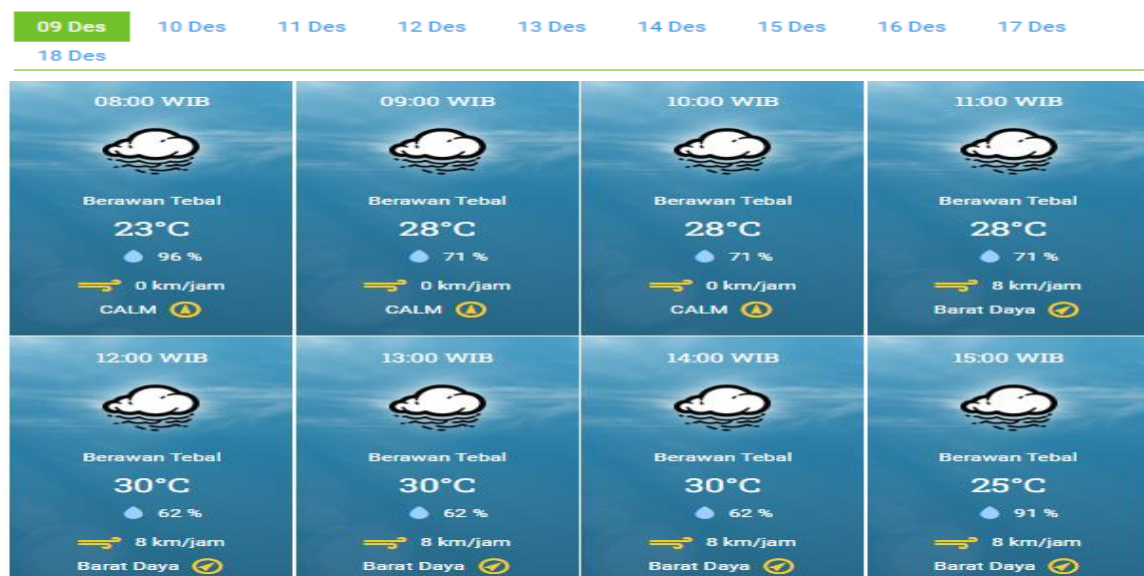 09 Des 10 Des 11 Des 12 Des 13 Des 14 Des 15 Des 16 Des 17 Des
18 Des
08:00 WIB 09:00 WIB 10:00 WIB 11:00 WIB
Berawan Tebal Berawan Tebal Berawan Tebal Berawan Tebal
23°C 28°C 28°C 28°C
96 % 71 % 71 % 71 %
0 km/jam 0 km/jam 0 km/jam 8 km/jam
CALM CALM CALM Barat Daya
12:00 WIB 13:00 WIB 14:00 WIB 15:00 WIB
Berawan Tebal Berawan Tebal Berawan Tebal Berawan Tebal
30°C 30°C 30°C 25°C
62 % 62 % 62 % 91 %
8 km/jam 8 km/jam 8 km/jam 8 km/jam
Barat Daya Barat Daya Barat Daya Barat Daya